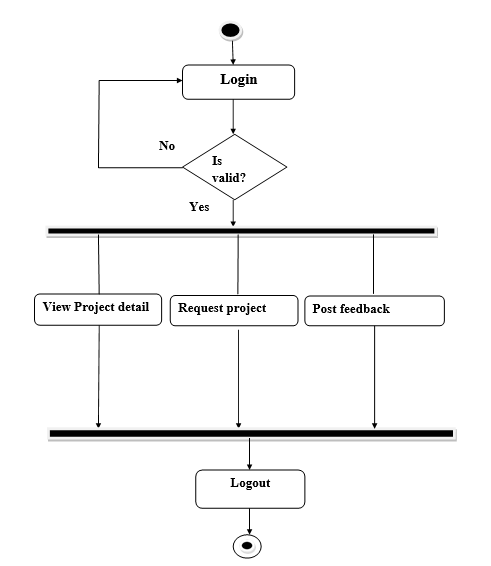 Login
No
Is
valid?
Yes
View Project detail
Request project
Post feedback
Logout